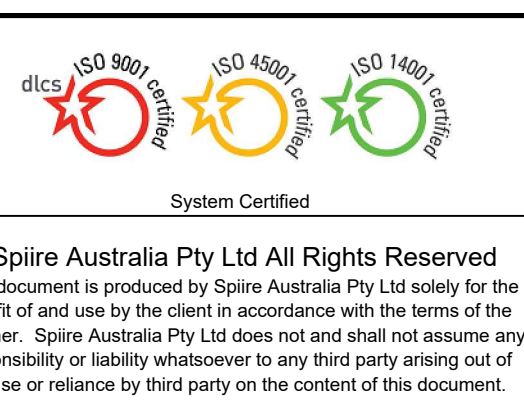 dlcs ISO 9001 certified ISO 45001 certified ISO 14001 certified
System Certified
Spiire Australia Pty Ltd All Rights Reserved
document is produced by Spiire Australia Pty Ltd solely for the
fit of and use by the client in accordance with the terms of the
ner. Spiire Australia Pty Ltd does not and shall not assume any
onsibility or liability whatsoever to any third party arising out of
se or reliance by third party on the content of this document.